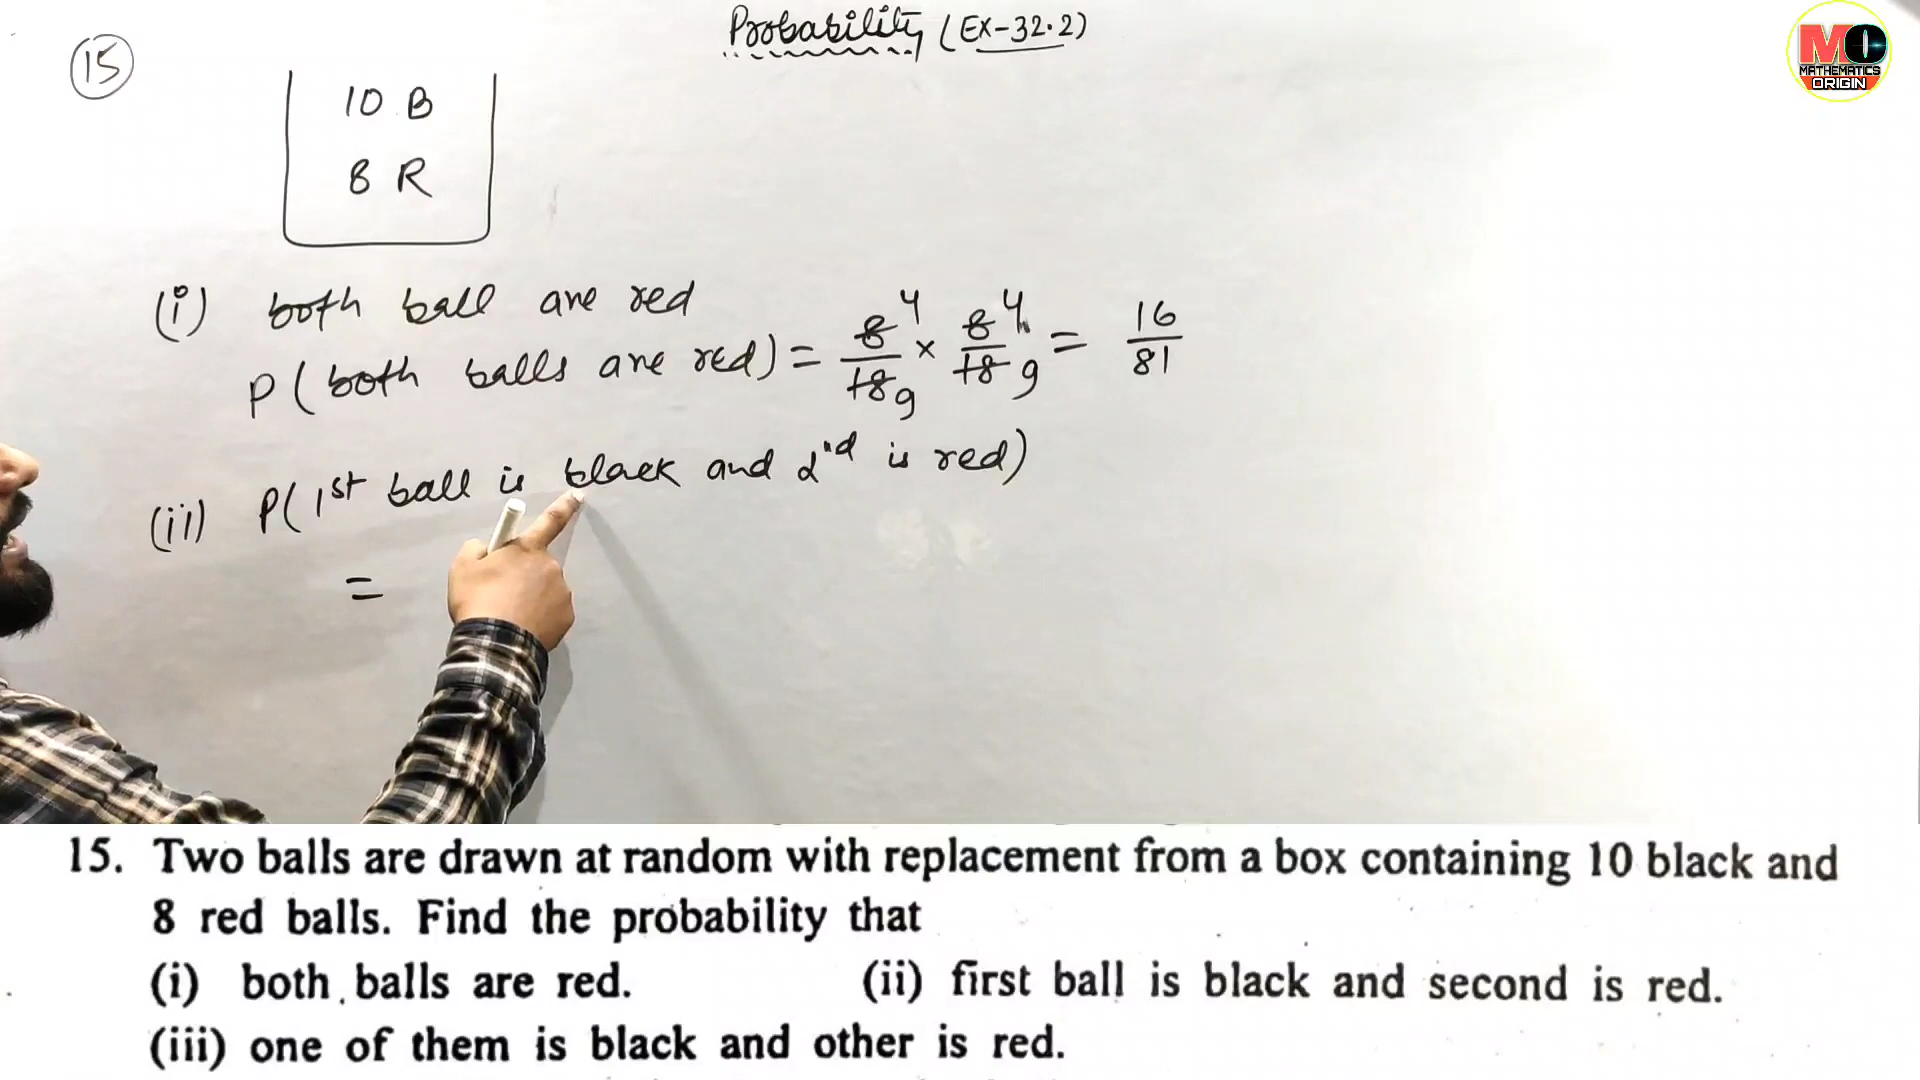 Probability (EX-32.2)
MO
MATHEMATICS
ORIGIN
15
10 B
8 R
(i) both ball are red
P(both balls are red) = 8/18 × 8/18 = 16/81
4 4
9 9
(ii) P(1st ball is black and 2nd is red)
=
15. Two balls are drawn at random with replacement from a box containing 10 black and
8 red balls. Find the probability that
(i) both balls are red. (ii) first ball is black and second is red.
(iii) one of them is black and other is red.